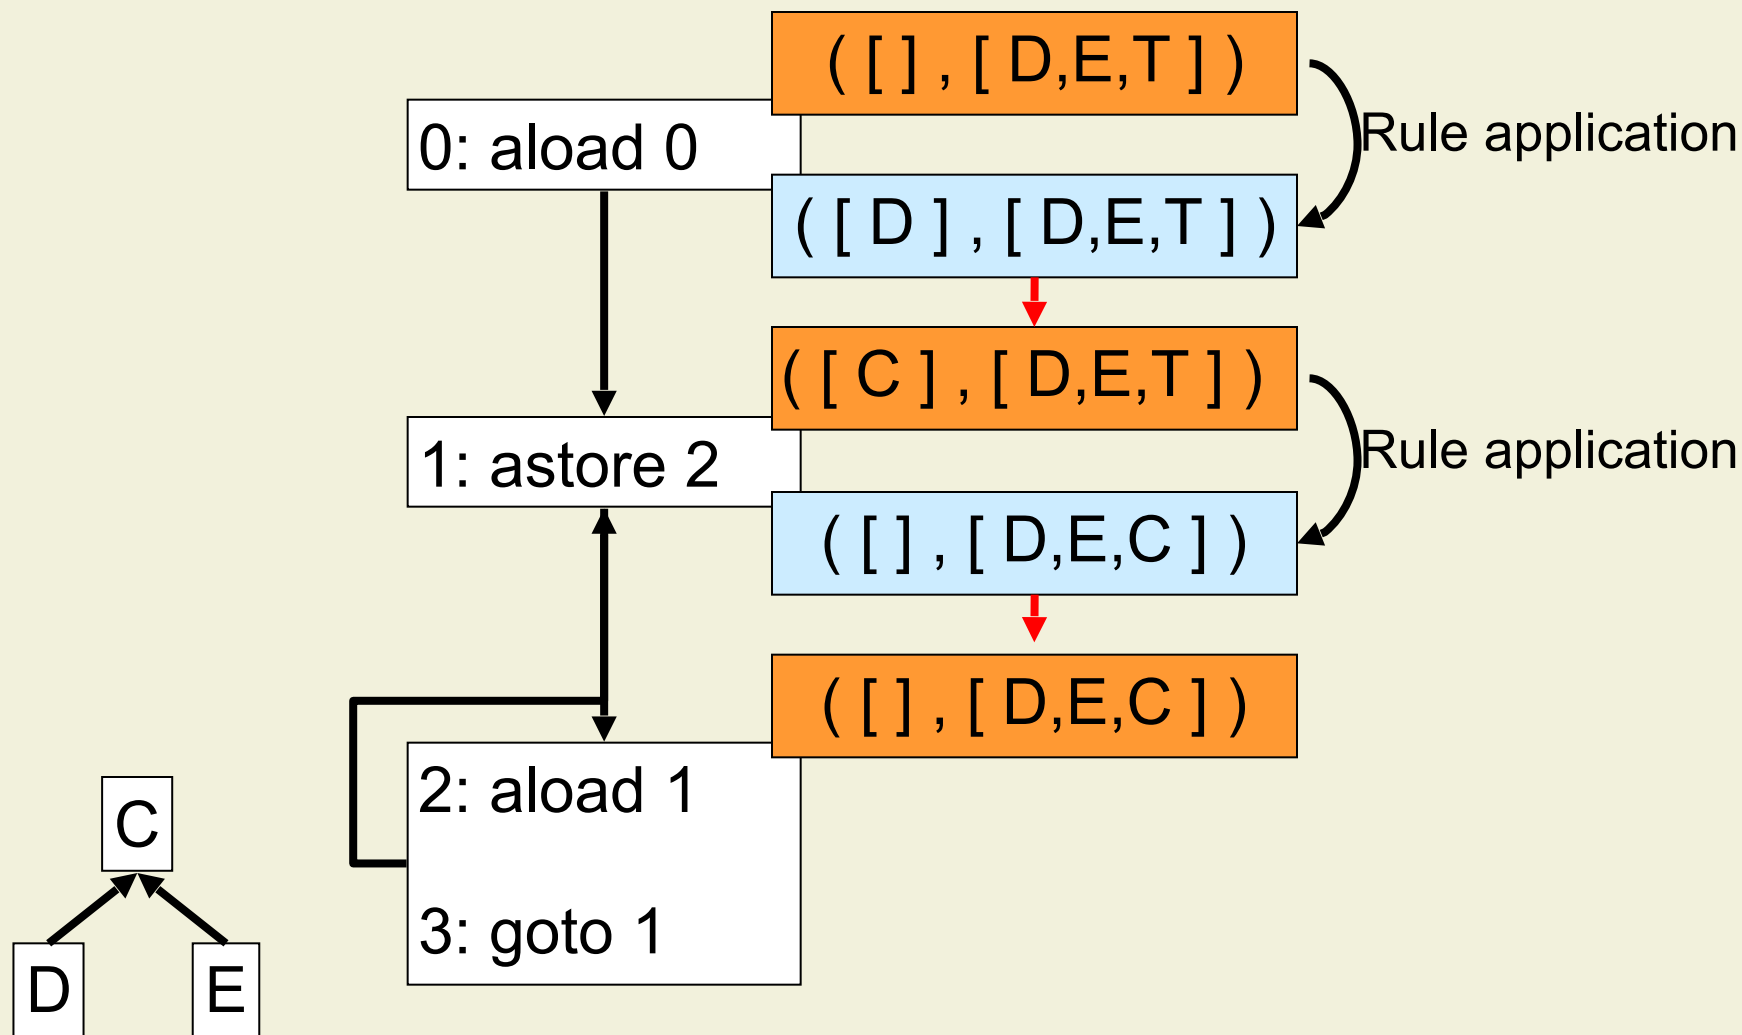 ( [ ] , [ D,E,T ] )
Rule application
0: aload 0
( [ D ] , [ D,E,T ] )
( [ C ] , [ D,E,T ] )
Rule application
1: astore 2
( [ ] , [ D,E,C ] )
( [ ] , [ D,E,C ] )
2: aload 1
3: goto 1
C
D E